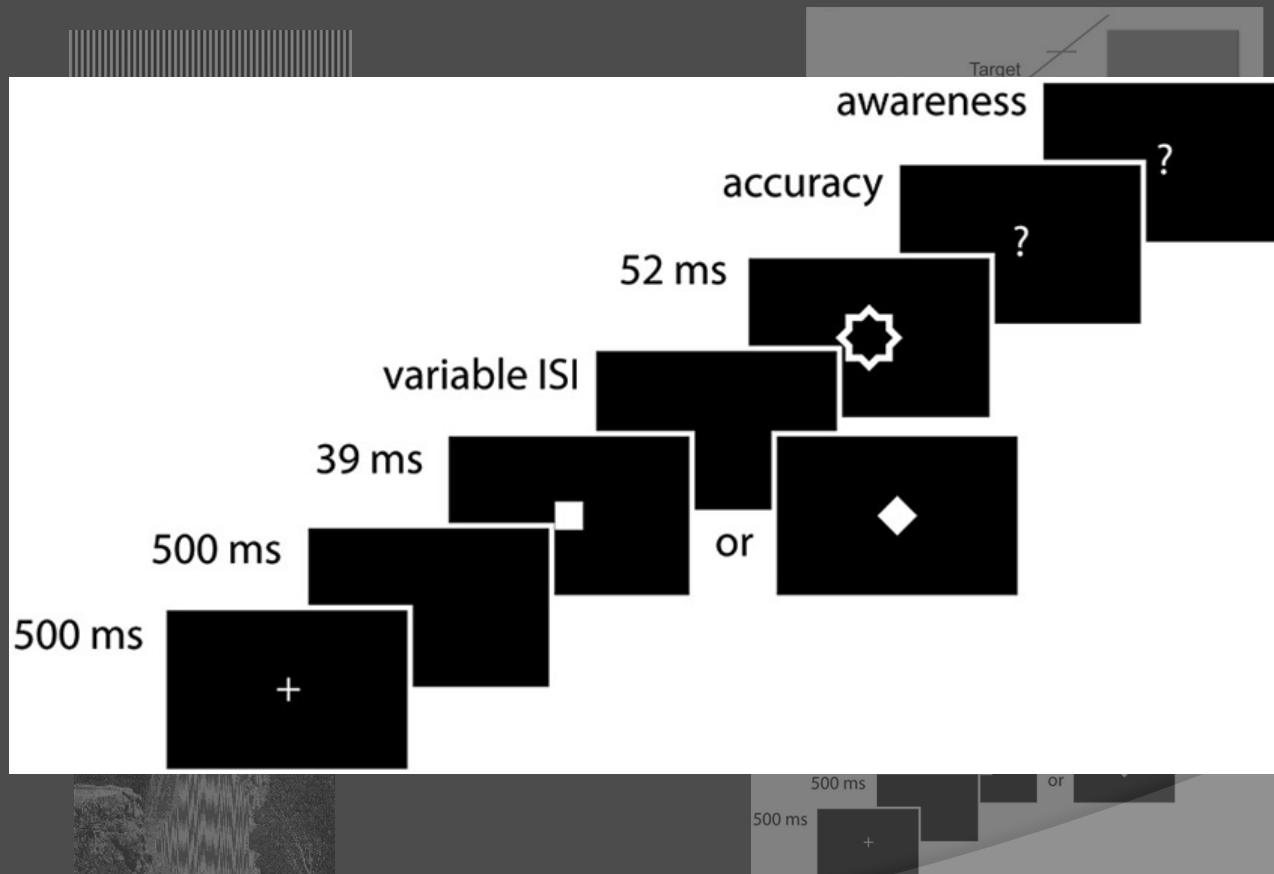 Target
awareness
?
accuracy
?
52 ms
variable ISI
39 ms
or
500 ms
500 ms
500 ms
or
500 ms